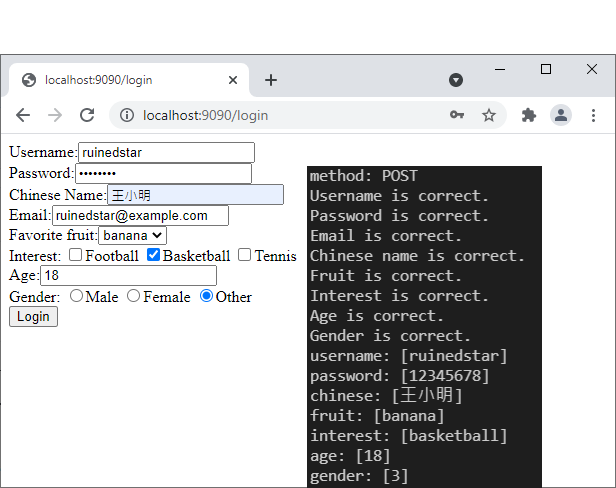 localhost:9090/login
localhost:9090/login
Username: ruinedstar
Password: ••••••••
Chinese Name: 王小明
Email: ruinedstar@example.com
Favorite fruit: banana
Interest: Football Basketball Tennis
Age: 18
Gender: Male Female Other
Login
method: POST
Username is correct.
Password is correct.
Email is correct.
Chinese name is correct.
Fruit is correct.
Interest is correct.
Age is correct.
Gender is correct.
username: [ruinedstar]
password: [12345678]
chinese: [王小明]
fruit: [banana]
interest: [basketball]
age: [18]
gender: [3]